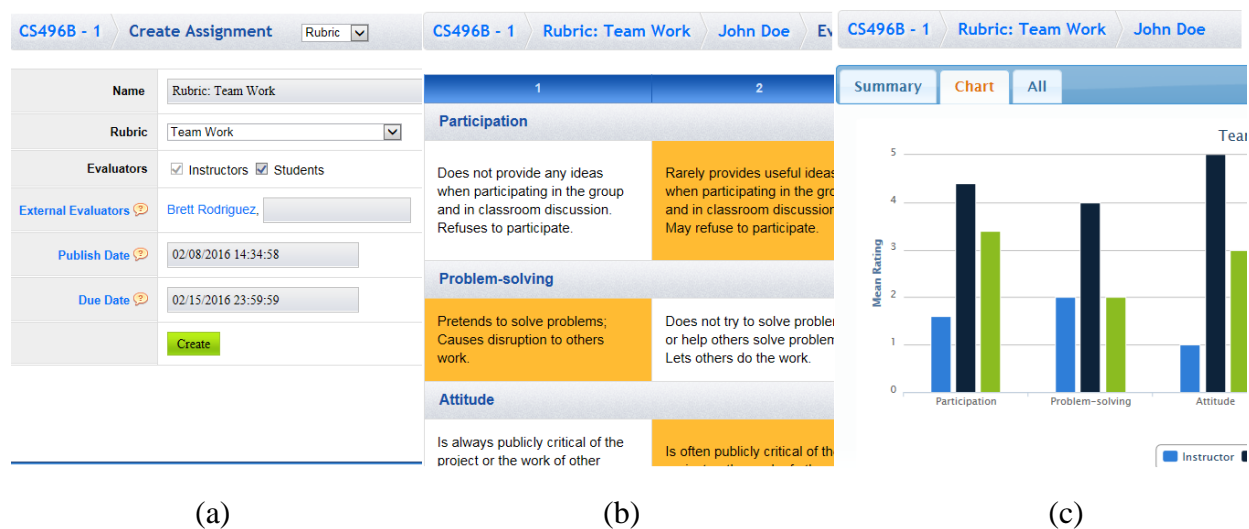 CS496B - 1
Create Assignment
Rubric
Name
Rubric: Team Work
Rubric
Team Work
Evaluators
Instructors
Students
External Evaluators
Brett Rodriguez,
Publish Date
02/08/2016 14:34:58
Due Date
02/15/2016 23:59:59
Create
(a)
CS496B - 1
Rubric: Team Work
John Doe
Ev
1
2
Participation
Does not provide any ideas
when participating in the group
and in classroom discussion.
Refuses to participate.
Rarely provides useful ideas
when participating in the gro
and in classroom discussion
May refuse to participate.
Problem-solving
Pretends to solve problems;
Causes disruption to others
work.
Does not try to solve problem
or help others solve problem
Lets others do the work.
Attitude
Is always publicly critical of the
project or the work of other
Is often publicly critical of th
(b)
CS496B - 1
Rubric: Team Work
John Doe
Summary
Chart
All
Tear
5
4
3
2
1
0
Mean Rating
Participation
Problem-solving
Attitude
Instructor
(c)